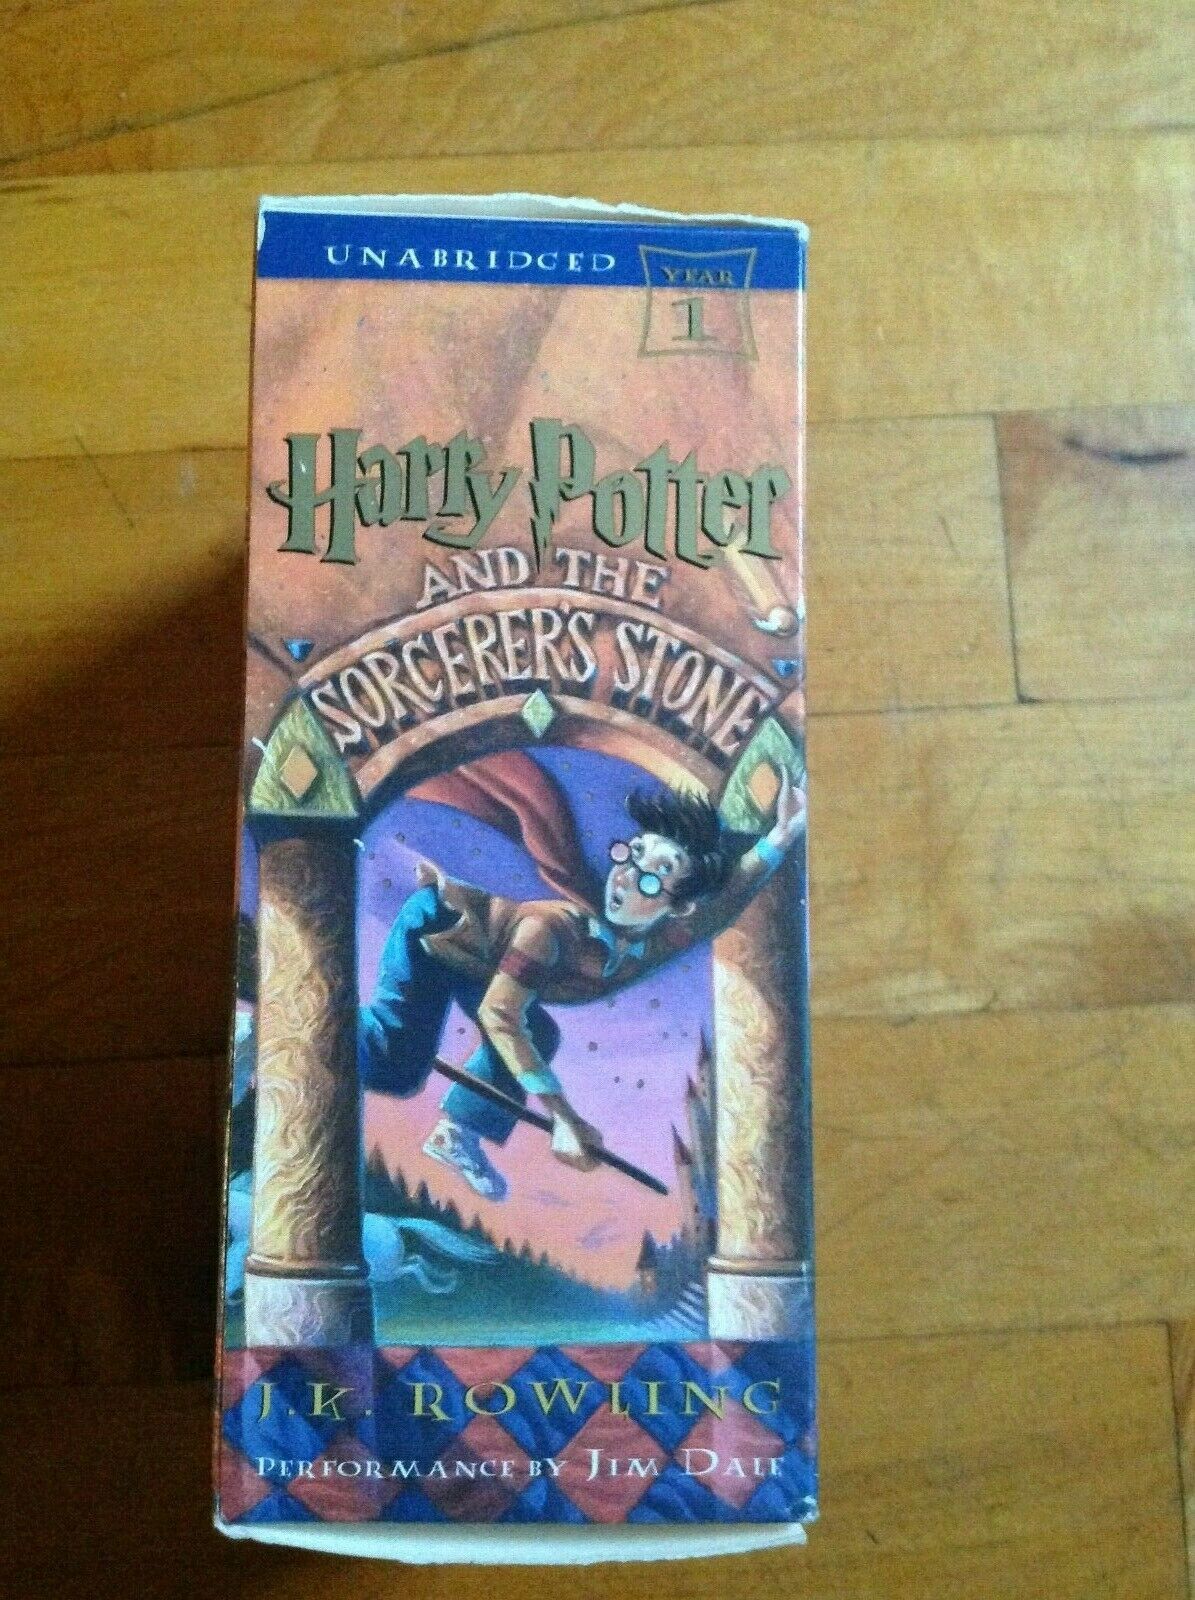 UNABRIDGED
YEAR
1
Harry Potter
AND THE
SORCERER'S STONE
J.K. ROWLING
PERFORMANCE BY JIM DALE